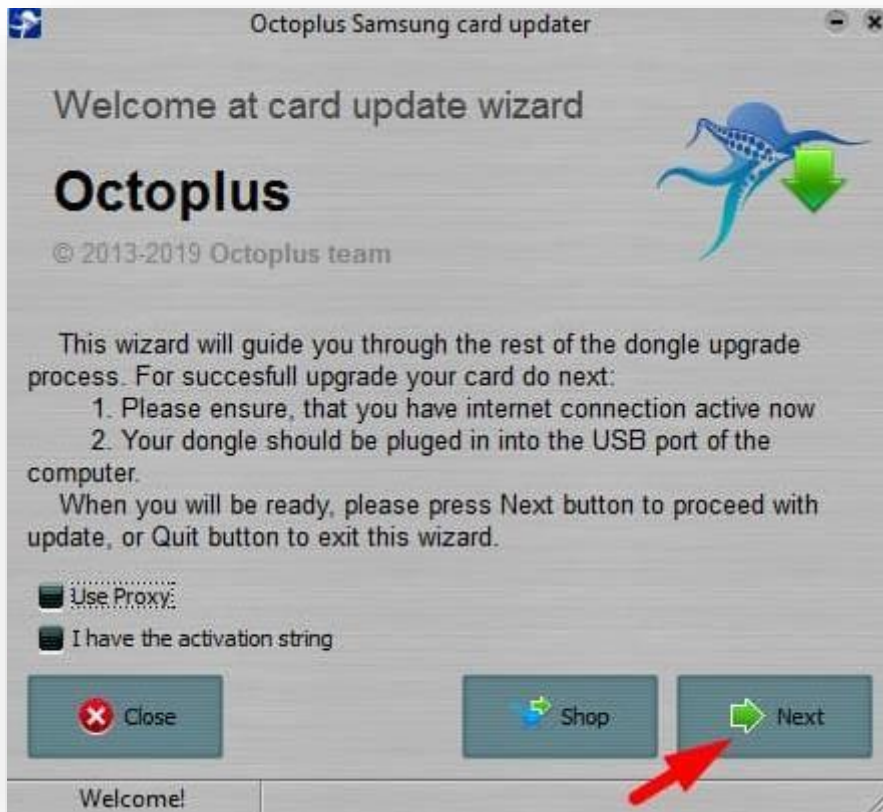 Octoplus Samsung card updater
Welcome at card update wizard
Octoplus
© 2013-2019 Octoplus team
This wizard will guide you through the rest of the dongle upgrade
process. For succesfull upgrade your card do next:
1. Please ensure, that you have internet connection active now
2. Your dongle should be pluged in into the USB port of the
computer.
When you will be ready, please press Next button to proceed with
update, or Quit button to exit this wizard.
Use Proxy
I have the activation string
Close
Shop
Next
Welcome!